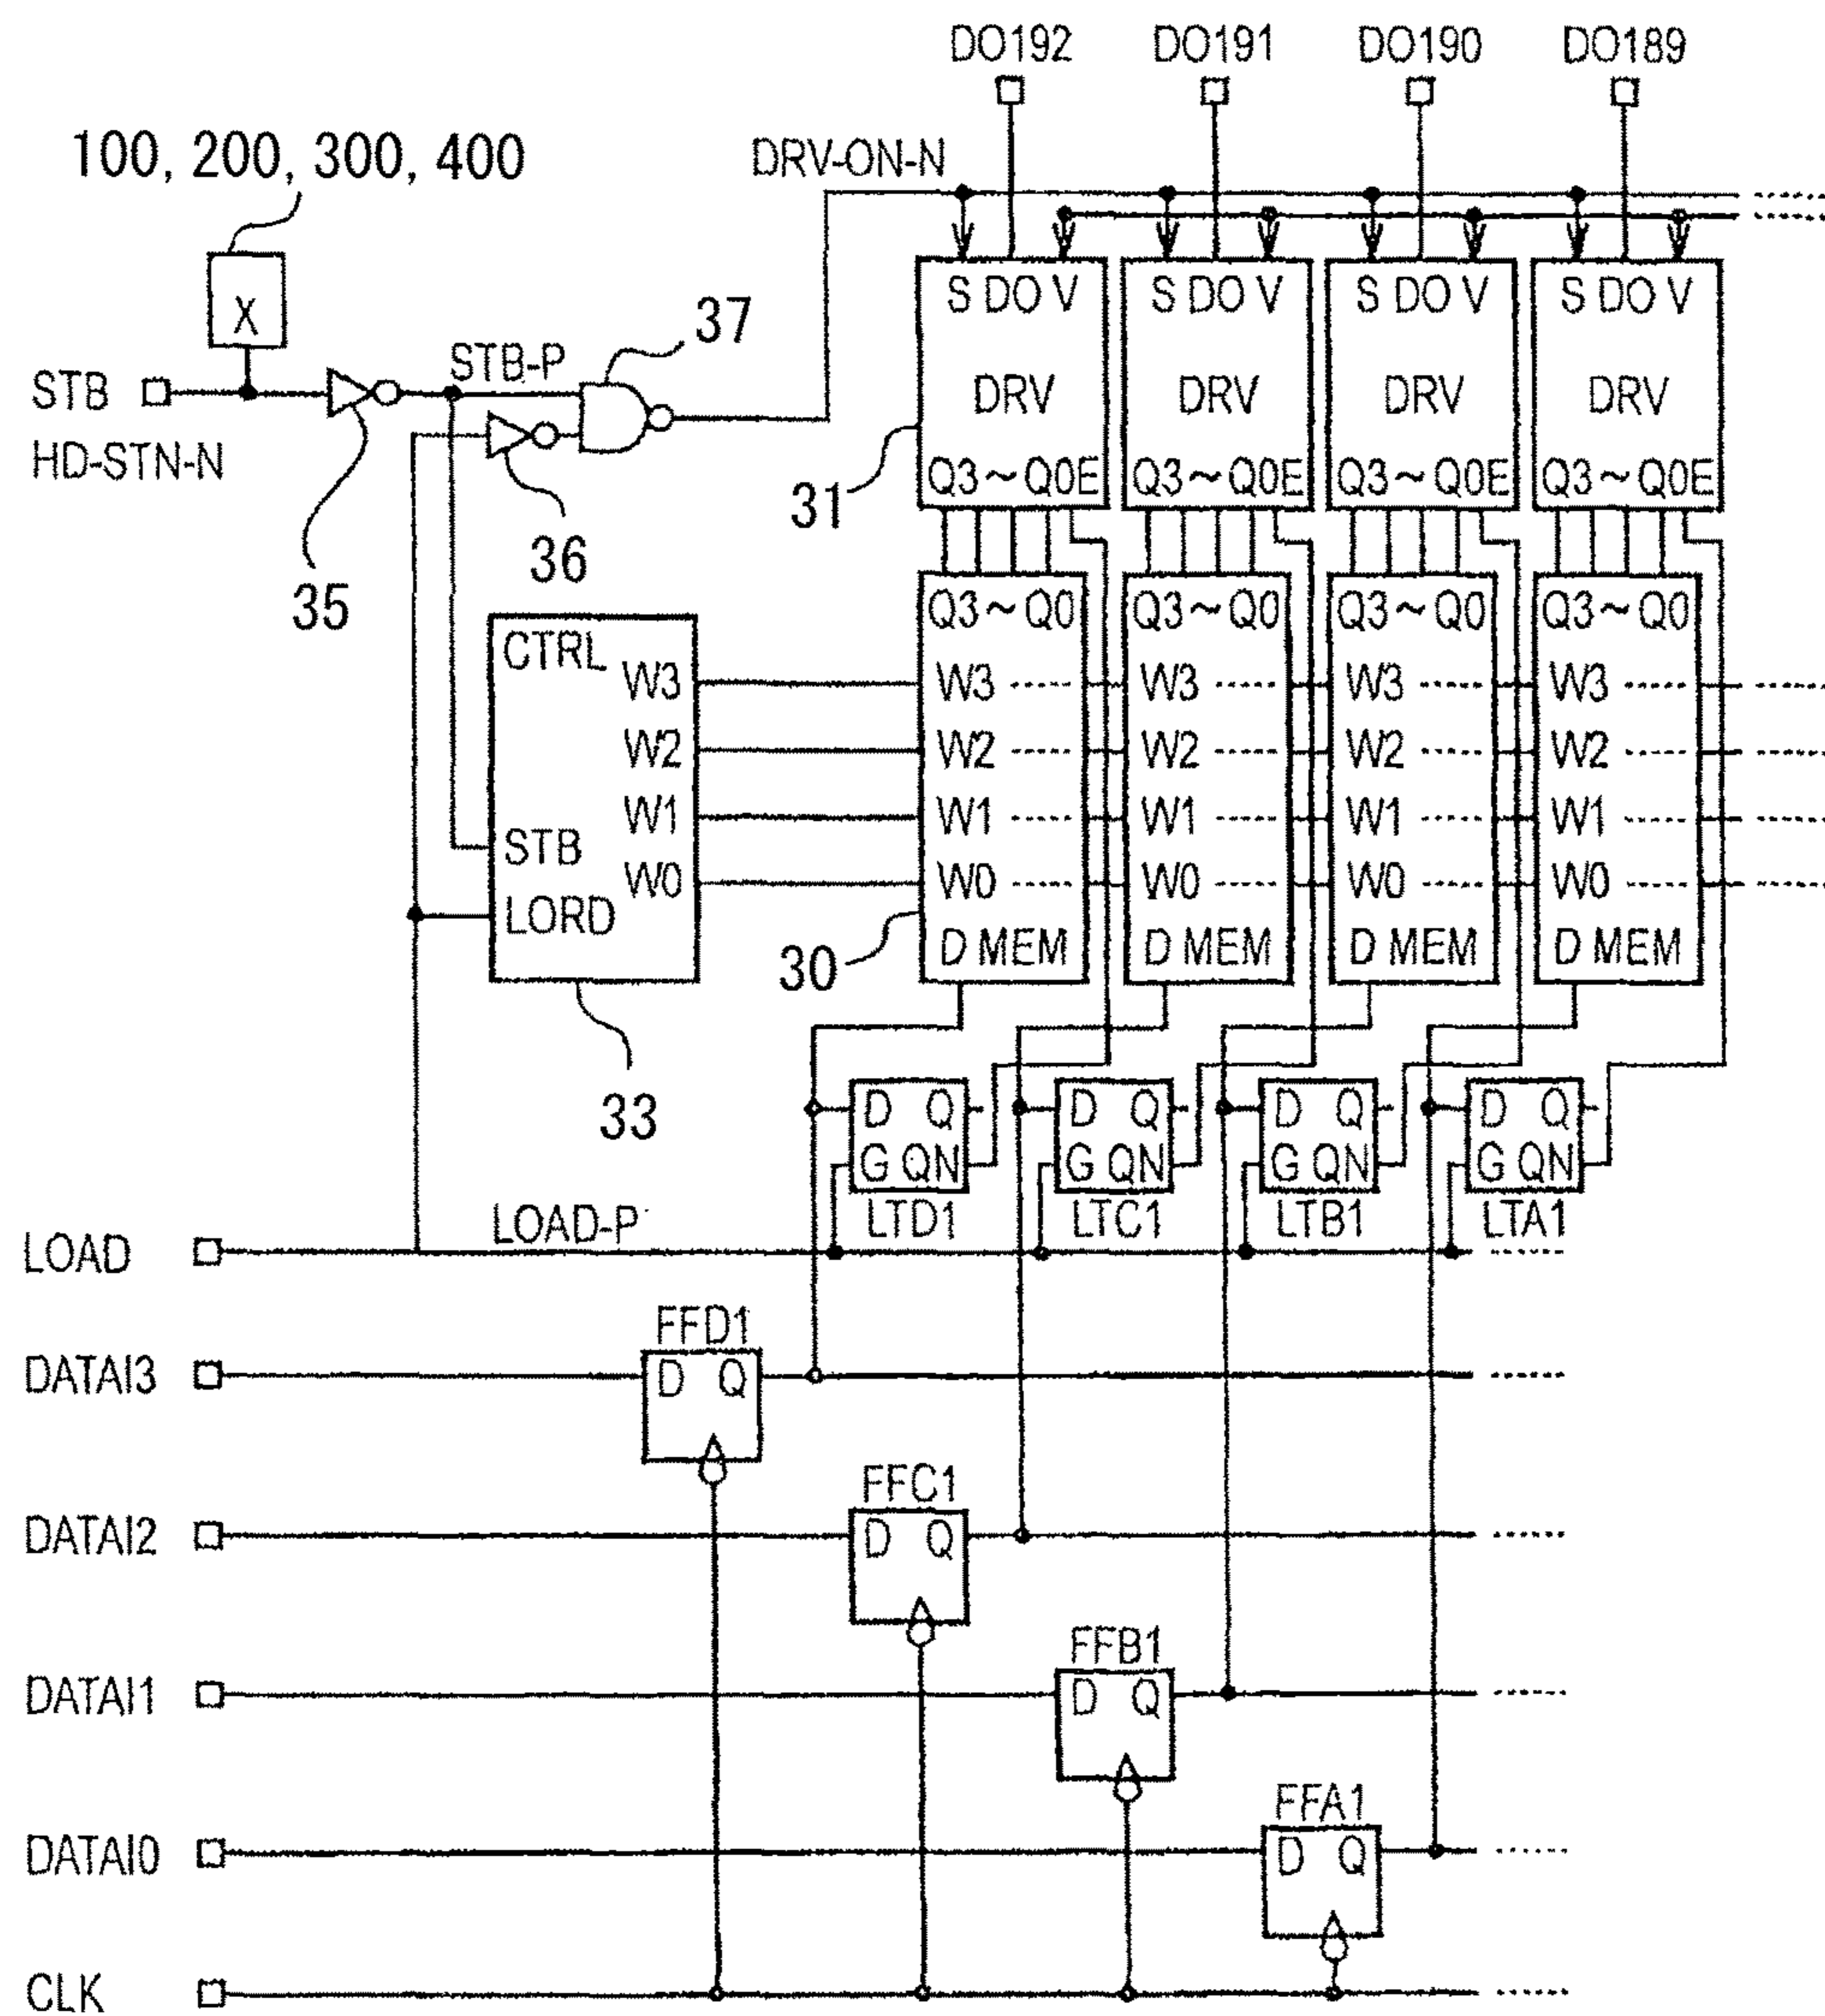 DO192 DO191 DO190 DO189
100, 200, 300, 400
DRV-ON-N
X
S DO V S DO V S DO V S DO V
37
STB-P
STB
DRV DRV DRV DRV
HD-STN-N
Q3~Q0E Q3~Q0E Q3~Q0E Q3~Q0E
31
36
35
Q3~Q0 Q3~Q0 Q3~Q0 Q3~Q0
CTRL
W3 W3 W3 W3 W3
W2 W2 W2 W2 W2
W1 W1 W1 W1 W1
STB
W0 W0 W0 W0 W0
LORD
D MEM D MEM D MEM D MEM
30
33
D Q D Q D Q D Q
G QN G QN G QN G QN
LTD1 LTC1 LTB1 LTA1
LOAD-P
LOAD
FFD1
DATAI3
D Q
FFC1
DATAI2
D Q
FFB1
DATAI1
D Q
FFA1
DATAI0
D Q
CLK